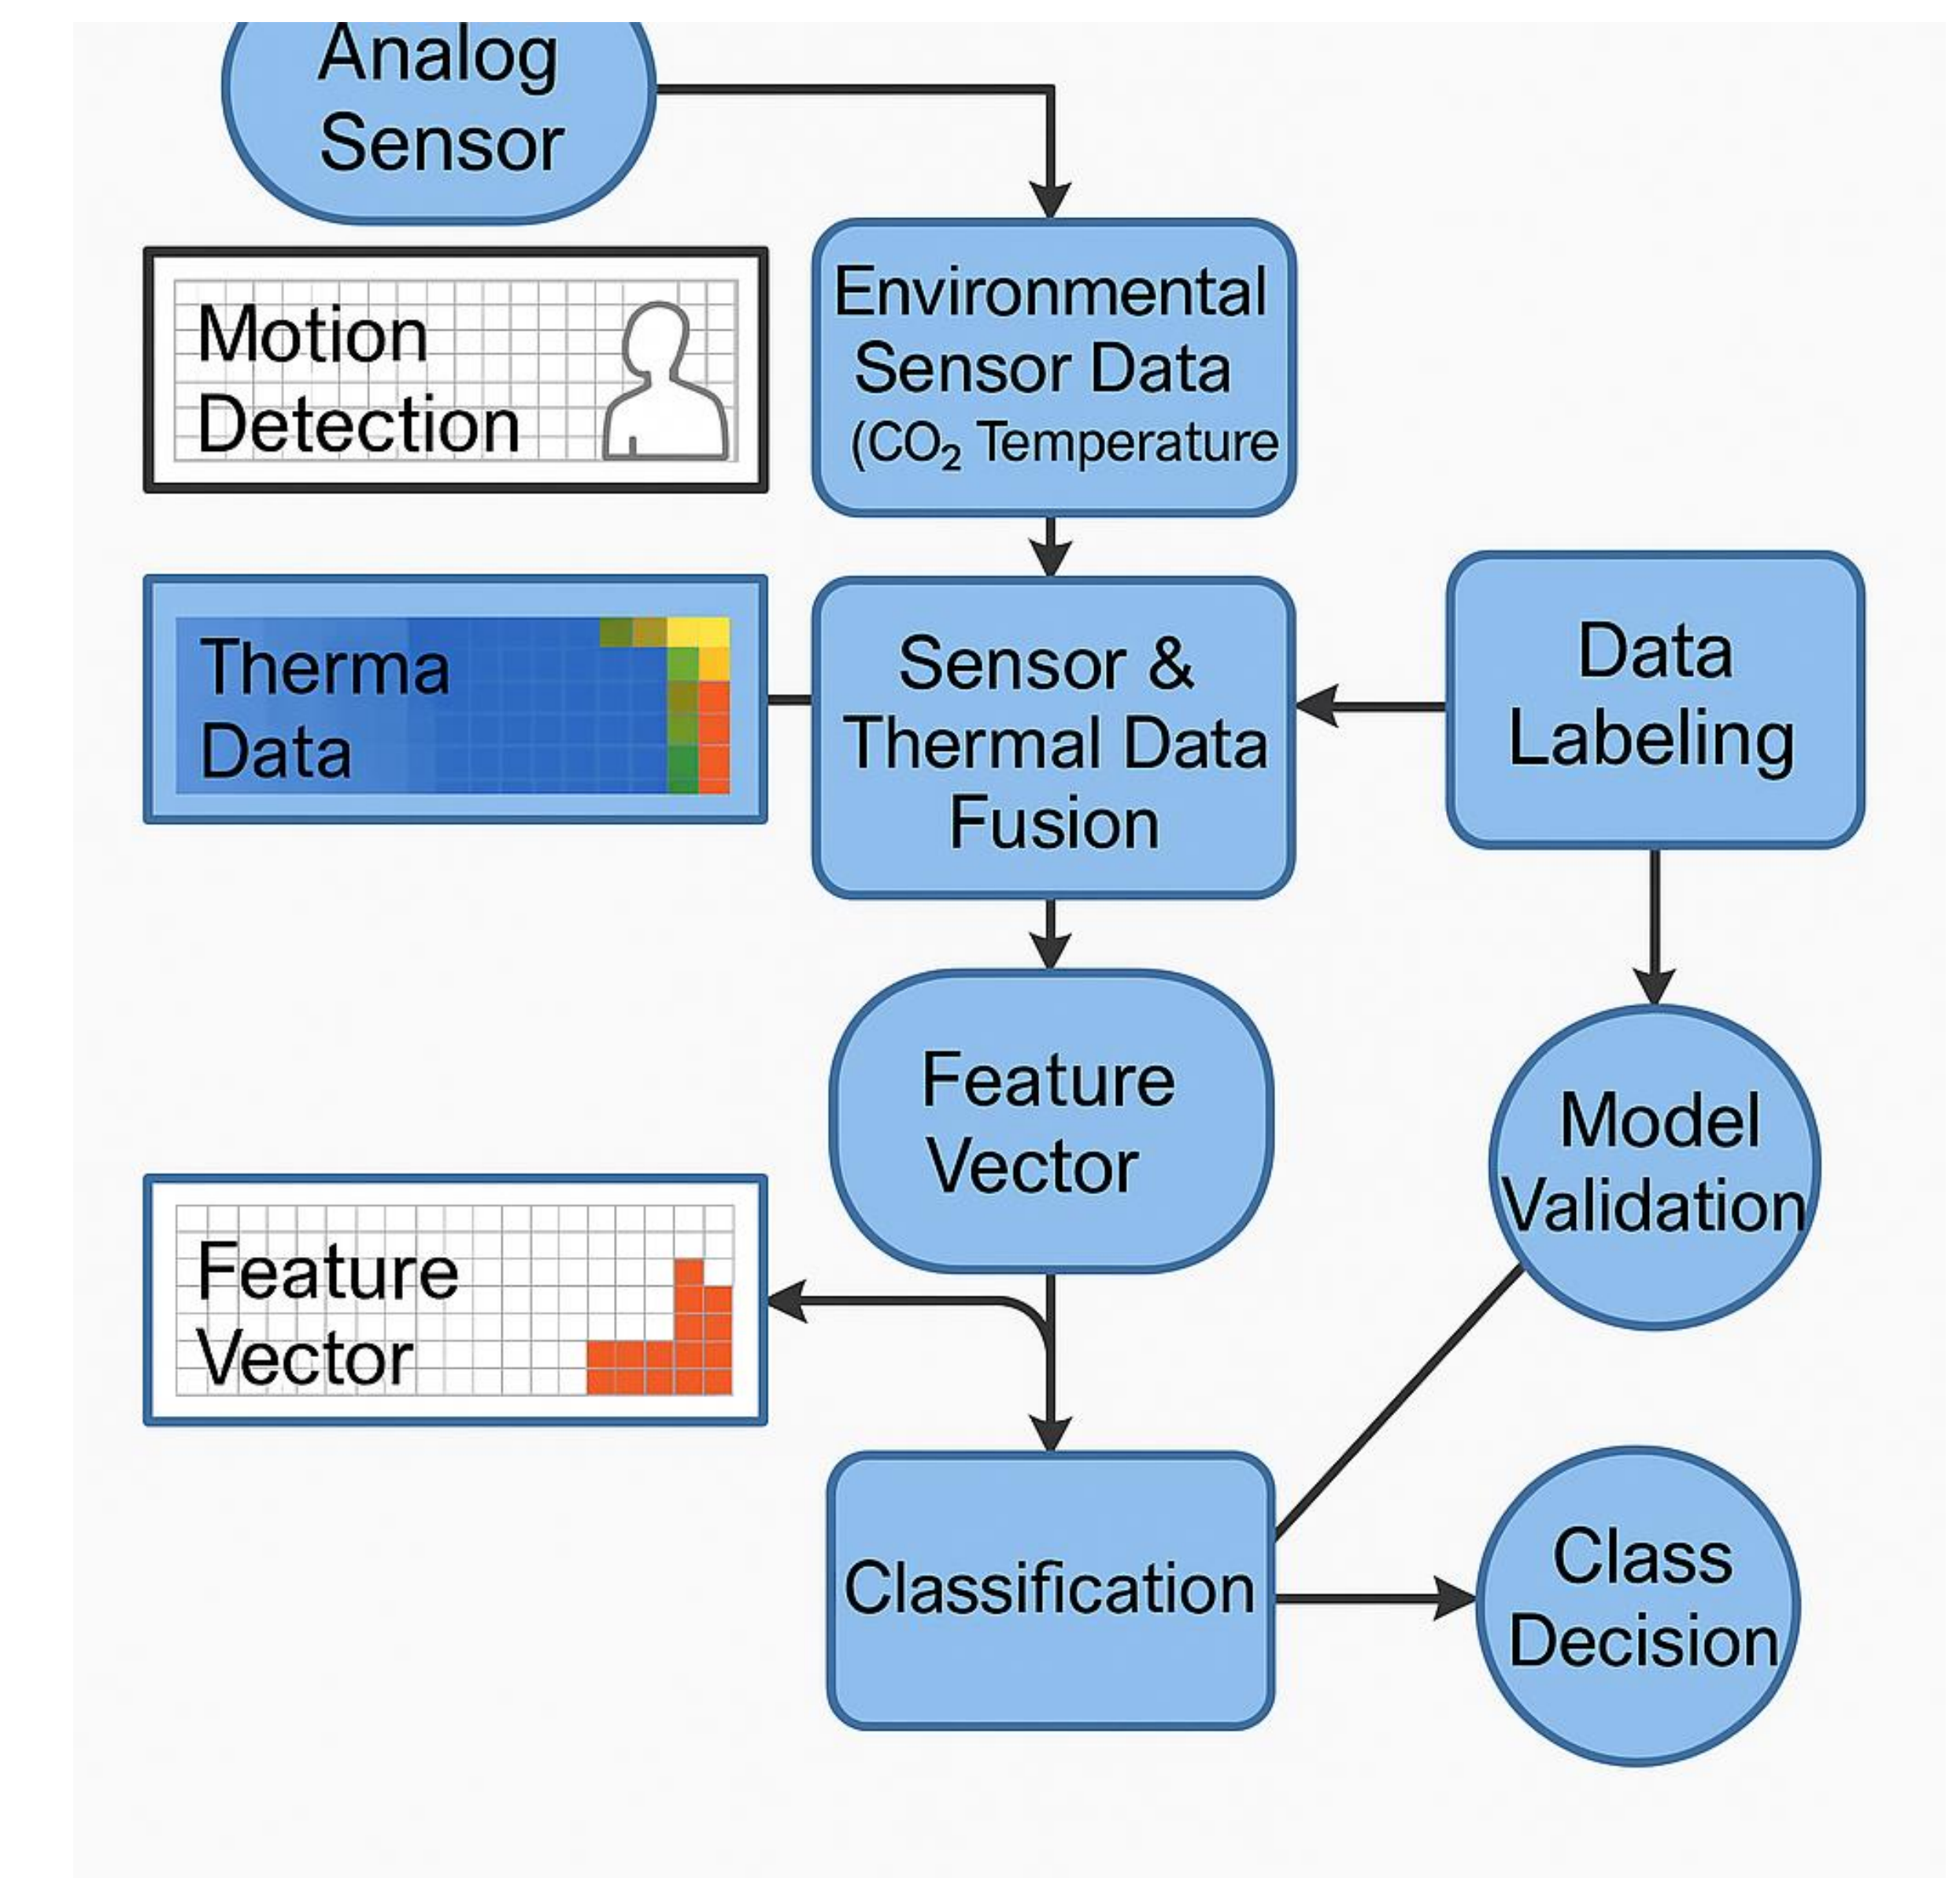 Analog
Sensor
Motion
Detection
Environmental
Sensor Data
(CO₂ Temperature
Therma
Data
Sensor &
Thermal Data
Fusion
Data
Labeling
Feature
Vector
Model
Validation
Feature
Vector
Classification
Class
Decision